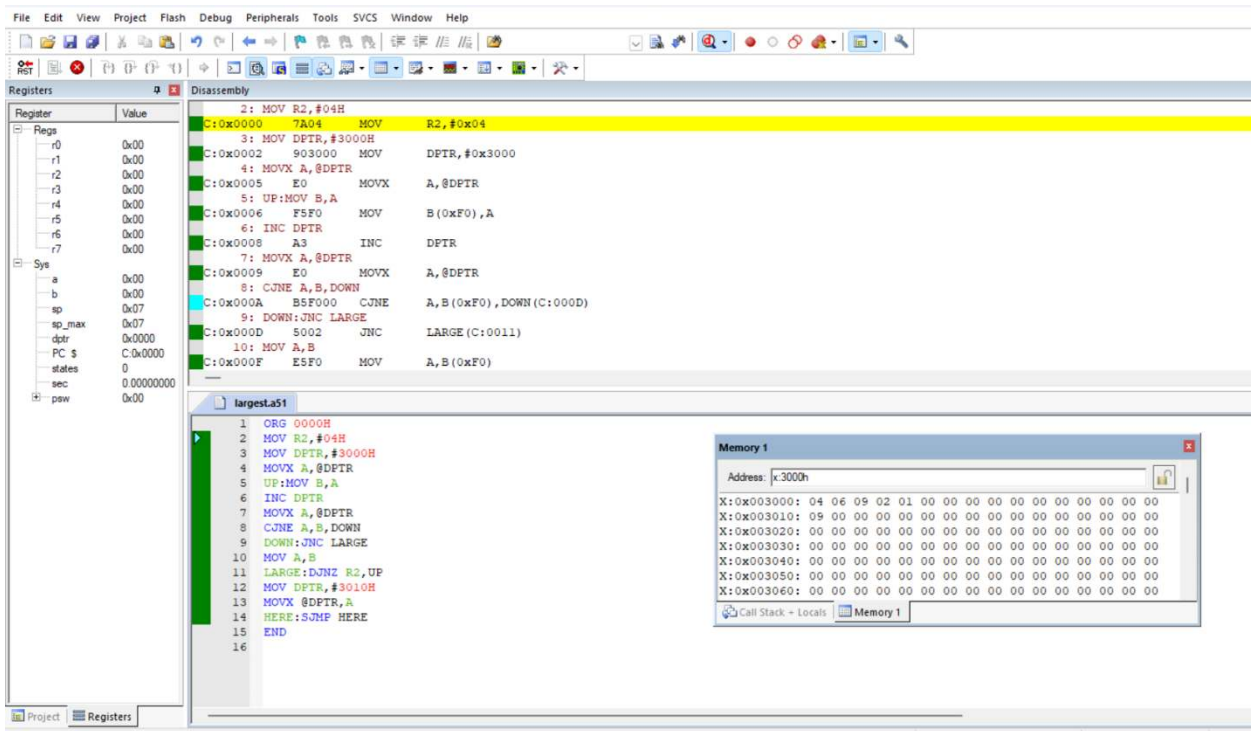 File Edit View Project Flash Debug Peripherals Tools SVCS Window Help
RST
Registers
Register Value
Regs
r0 0x00
r1 0x00
r2 0x00
r3 0x00
r4 0x00
r5 0x00
r6 0x00
r7 0x00
Sys
a 0x00
b 0x00
sp 0x07
sp_max 0x07
dptr 0x0000
PC $ C:0x0000
states 0
sec 0.00000000
psw 0x00
Project Registers
Disassembly
2: MOV R2,#04H
C:0x0000 7A04 MOV R2,#0x04
3: MOV DPTR,#3000H
C:0x0002 903000 MOV DPTR,#0x3000
4: MOVX A,@DPTR
C:0x0005 E0 MOVX A,@DPTR
5: UP:MOV B,A
C:0x0006 F5F0 MOV B(0xF0),A
6: INC DPTR
C:0x0008 A3 INC DPTR
7: MOVX A,@DPTR
C:0x0009 E0 MOVX A,@DPTR
8: CJNE A,B,DOWN
C:0x000A B5F000 CJNE A,B(0xF0),DOWN(C:000D)
9: DOWN:JNC LARGE
C:0x000D 5002 JNC LARGE(C:0011)
10: MOV A,B
C:0x000F E5F0 MOV A,B(0xF0)
largest.a51
1 ORG 0000H
2 MOV R2,#04H
3 MOV DPTR,#3000H
4 MOVX A,@DPTR
5 UP:MOV B,A
6 INC DPTR
7 MOVX A,@DPTR
8 CJNE A,B,DOWN
9 DOWN:JNC LARGE
10 MOV A,B
11 LARGE:DJNZ R2,UP
12 MOV DPTR,#3010H
13 MOVX @DPTR,A
14 HERE:SJMP HERE
15 END
16
Memory 1
Address: x:3000h
X:0x003000: 04 06 09 02 01 00 00 00 00 00 00 00 00 00 00 00
X:0x003010: 09 00 00 00 00 00 00 00 00 00 00 00 00 00 00 00
X:0x003020: 00 00 00 00 00 00 00 00 00 00 00 00 00 00 00 00
X:0x003030: 00 00 00 00 00 00 00 00 00 00 00 00 00 00 00 00
X:0x003040: 00 00 00 00 00 00 00 00 00 00 00 00 00 00 00 00
X:0x003050: 00 00 00 00 00 00 00 00 00 00 00 00 00 00 00 00
X:0x003060: 00 00 00 00 00 00 00 00 00 00 00 00 00 00 00 00
Call Stack + Locals Memory 1